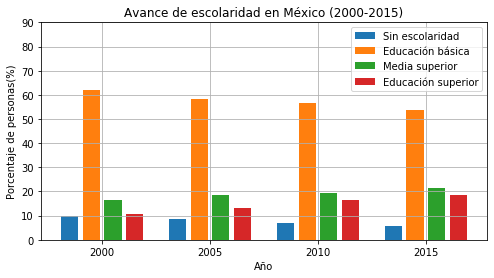 Avance de escolaridad en México (2000-2015)
Porcentaje de personas(%)
90
80
70
60
50
40
30
20
10
0
Sin escolaridad
Educación básica
Media superior
Educación superior
2000
2005
2010
2015
Año